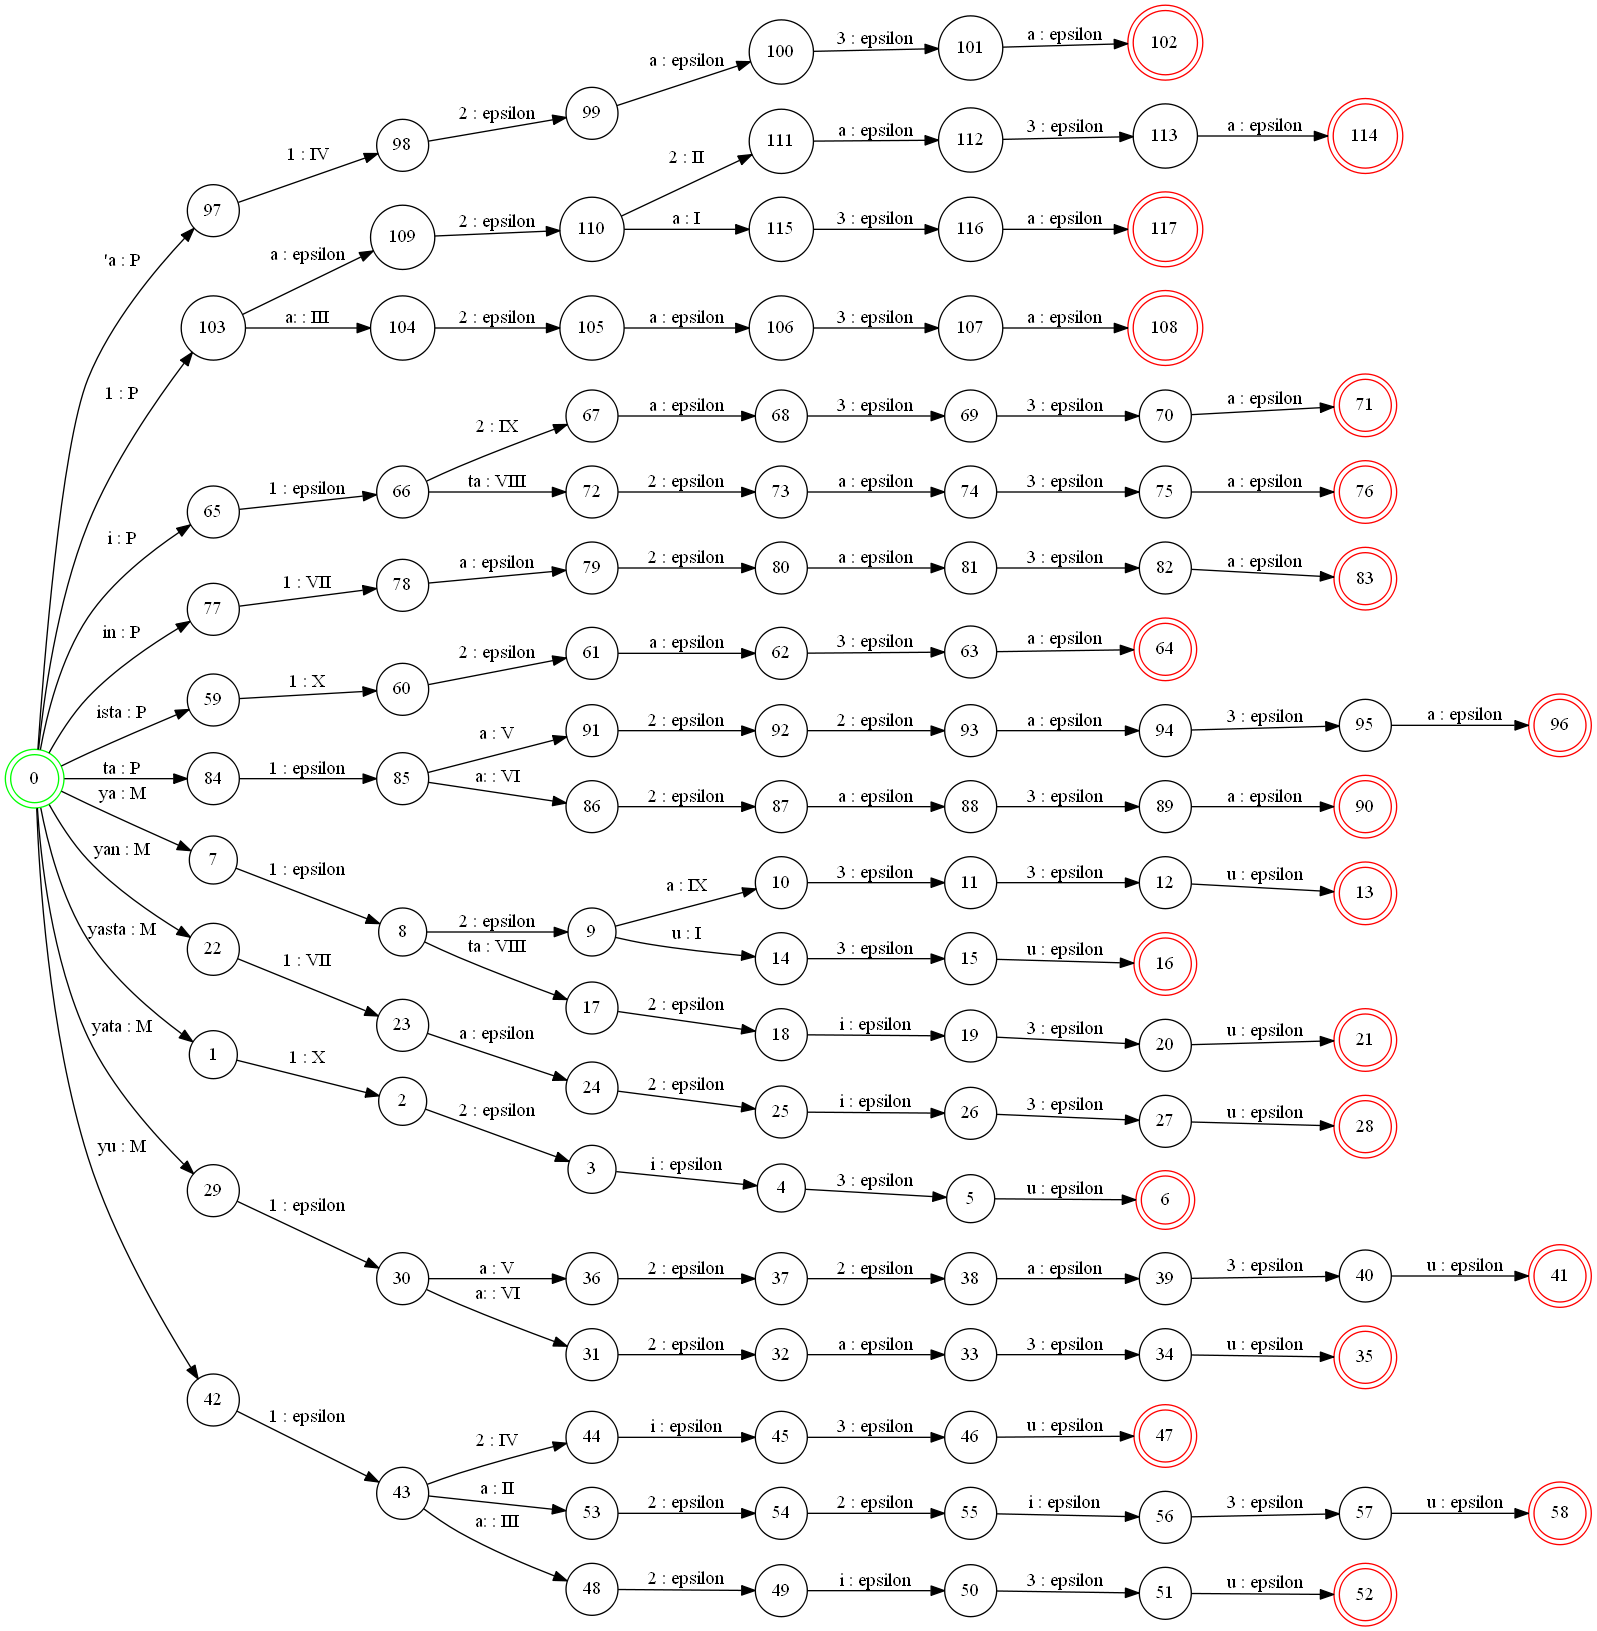 0
'a : P
97
1 : IV
98
2 : epsilon
99
a : epsilon
100
3 : epsilon
101
a : epsilon
102
1 : P
103
a : epsilon
109
2 : epsilon
110
2 : II
111
a : epsilon
112
3 : epsilon
113
a : epsilon
114
a : I
115
3 : epsilon
116
a : epsilon
117
a: : III
104
2 : epsilon
105
a : epsilon
106
3 : epsilon
107
a : epsilon
108
i : P
65
1 : epsilon
66
2 : IX
67
a : epsilon
68
3 : epsilon
69
3 : epsilon
70
a : epsilon
71
ta : VIII
72
2 : epsilon
73
a : epsilon
74
3 : epsilon
75
a : epsilon
76
in : P
77
1 : VII
78
a : epsilon
79
2 : epsilon
80
a : epsilon
81
3 : epsilon
82
a : epsilon
83
ista : P
59
1 : X
60
2 : epsilon
61
a : epsilon
62
3 : epsilon
63
a : epsilon
64
ta : P
84
1 : epsilon
85
a : V
91
2 : epsilon
92
2 : epsilon
93
a : epsilon
94
3 : epsilon
95
a : epsilon
96
a: : VI
86
2 : epsilon
87
a : epsilon
88
3 : epsilon
89
a : epsilon
90
ya : M
7
1 : epsilon
8
2 : epsilon
9
a : IX
10
3 : epsilon
11
3 : epsilon
12
u : epsilon
13
u : I
14
3 : epsilon
15
u : epsilon
16
ta : VIII
17
2 : epsilon
18
i : epsilon
19
3 : epsilon
20
u : epsilon
21
yan : M
22
1 : VII
23
a : epsilon
24
2 : epsilon
25
i : epsilon
26
3 : epsilon
27
u : epsilon
28
yasta : M
1
1 : X
2
2 : epsilon
3
i : epsilon
4
3 : epsilon
5
u : epsilon
6
yata : M
29
1 : epsilon
30
a : V
36
2 : epsilon
37
2 : epsilon
38
a : epsilon
39
3 : epsilon
40
u : epsilon
41
a: : VI
31
2 : epsilon
32
a : epsilon
33
3 : epsilon
34
u : epsilon
35
yu : M
42
1 : epsilon
43
2 : IV
44
i : epsilon
45
3 : epsilon
46
u : epsilon
47
a : II
53
2 : epsilon
54
2 : epsilon
55
i : epsilon
56
3 : epsilon
57
u : epsilon
58
a: : III
48
2 : epsilon
49
i : epsilon
50
3 : epsilon
51
u : epsilon
52